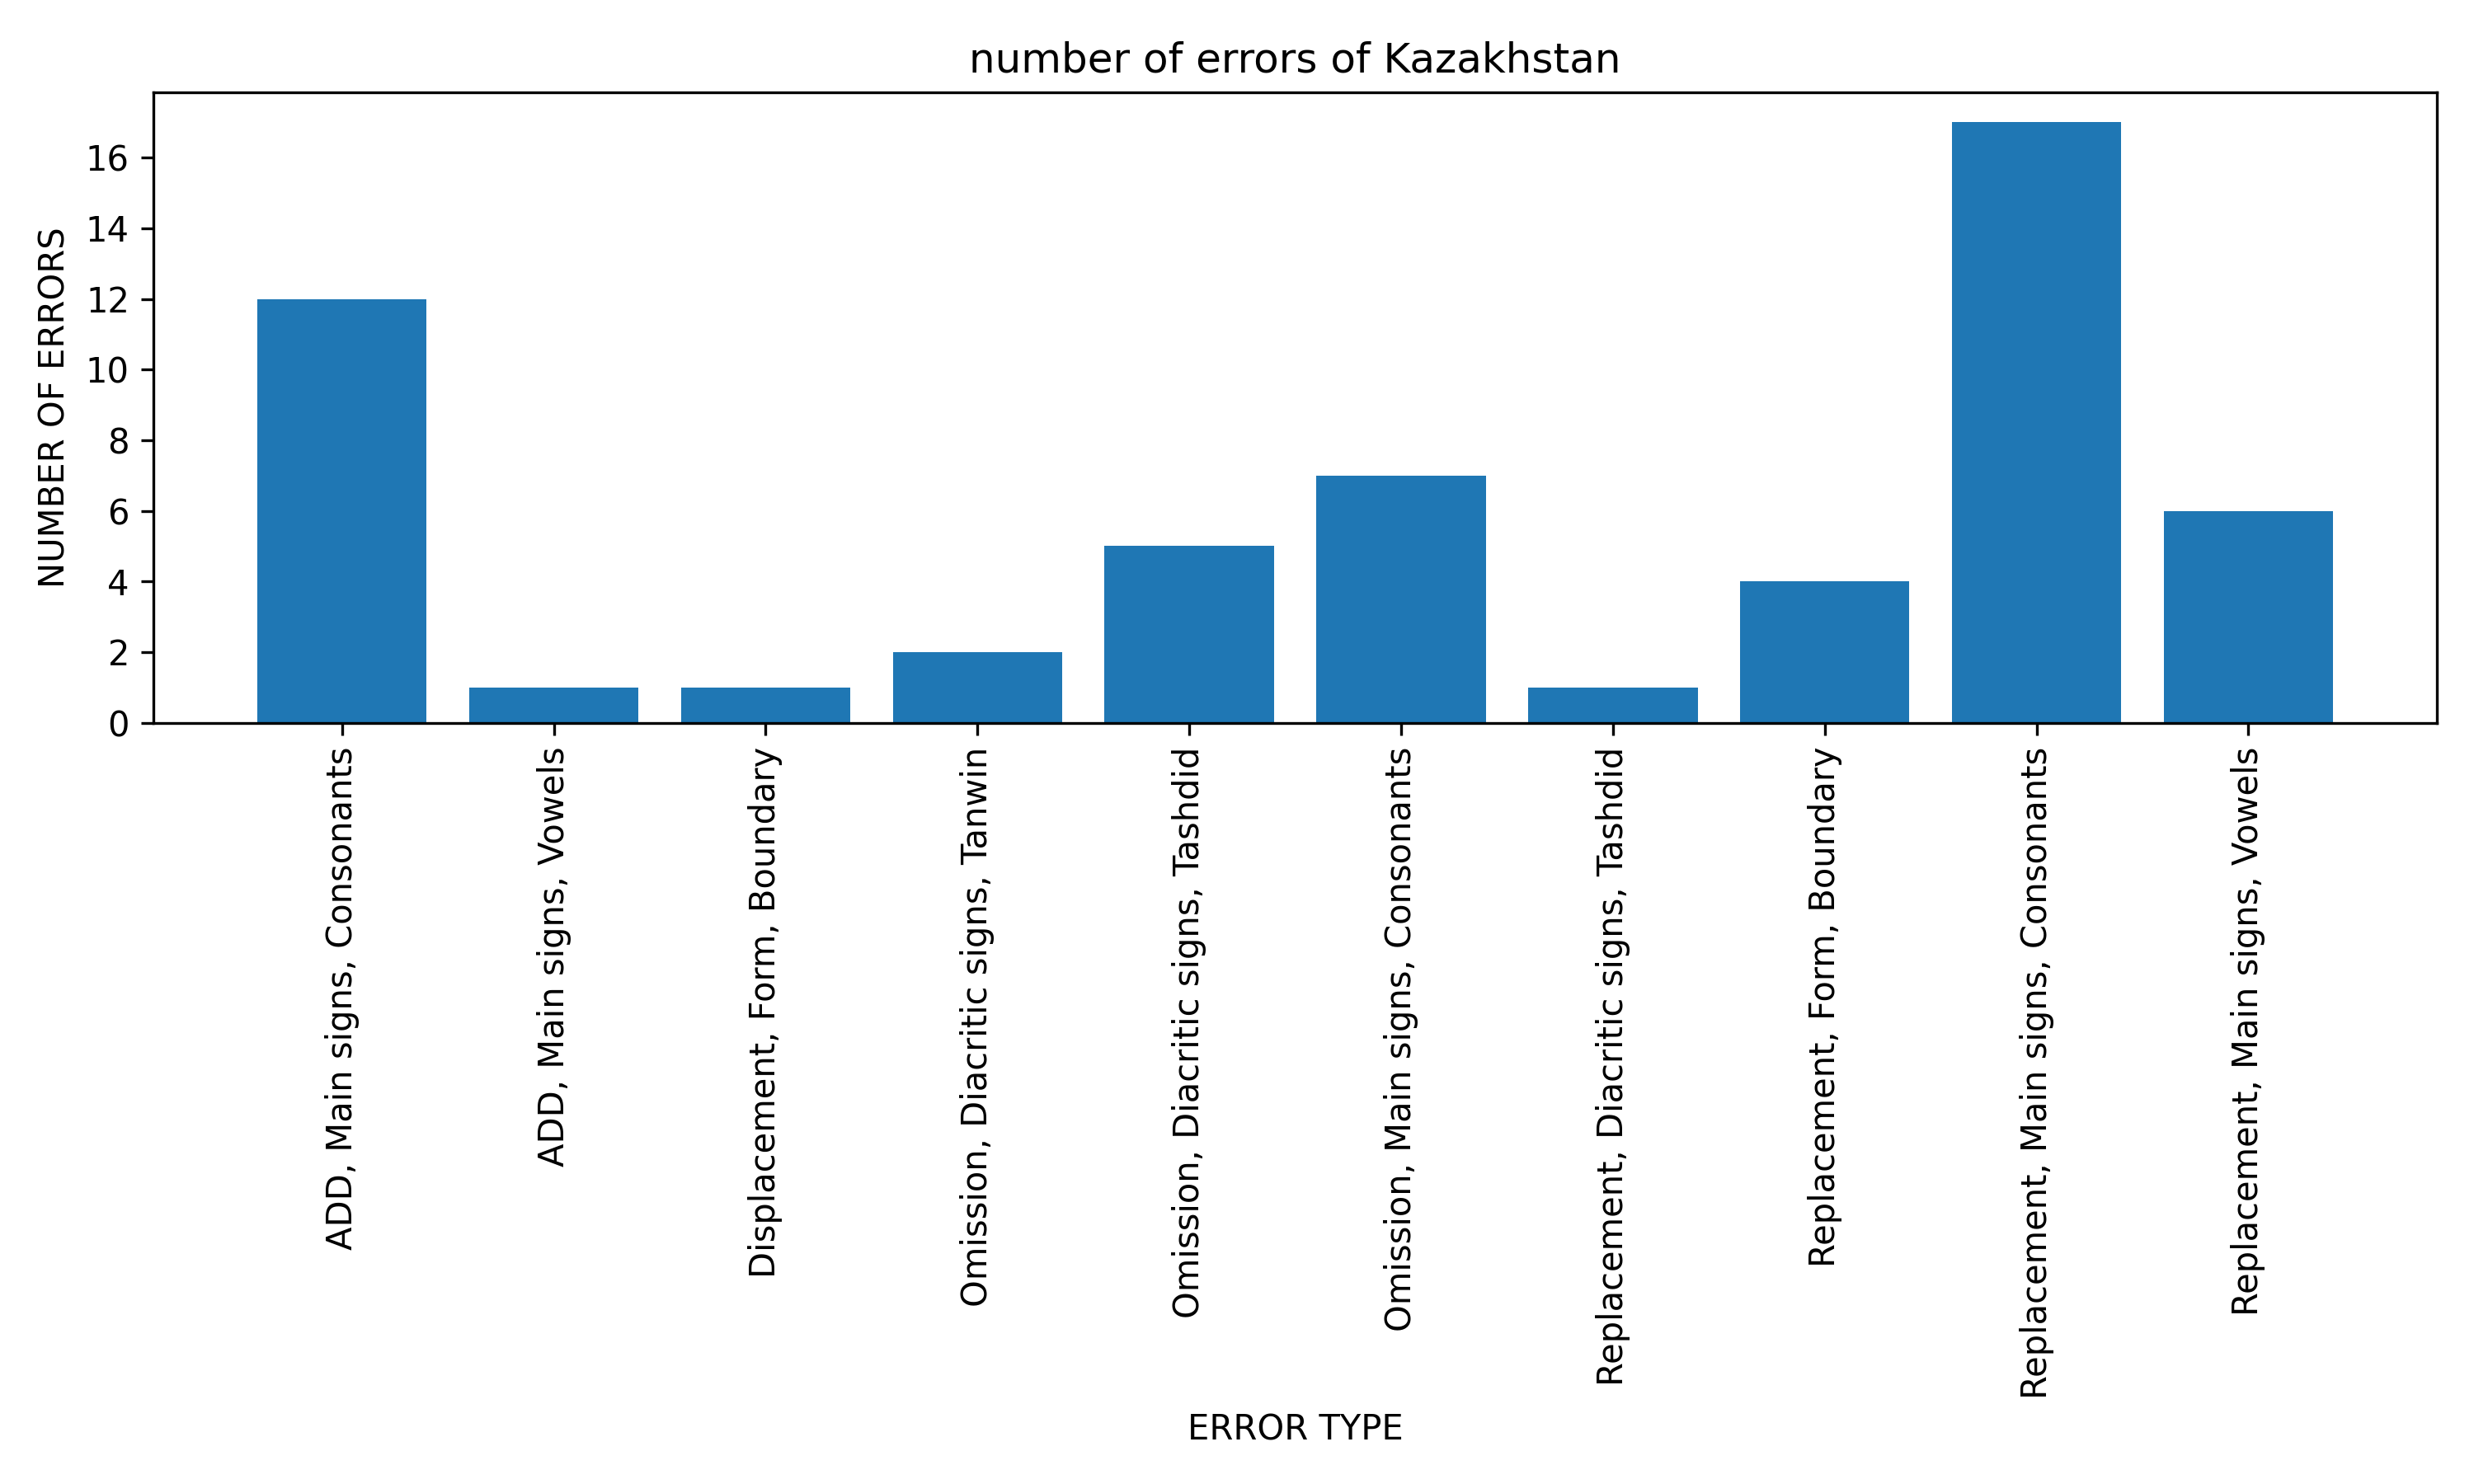 number of errors of Kazakhstan
NUMBER OF ERRORS
16
14
12
10
8
6
4
2
0
ADD, Main signs, Consonants
ADD, Main signs, Vowels
Displacement, Form, Boundary
Omission, Diacritic signs, Tanwin
Omission, Diacritic signs, Tashdid
Omission, Main signs, Consonants
Replacement, Diacritic signs, Tashdid
Replacement, Form, Boundary
Replacement, Main signs, Consonants
Replacement, Main signs, Vowels
ERROR TYPE